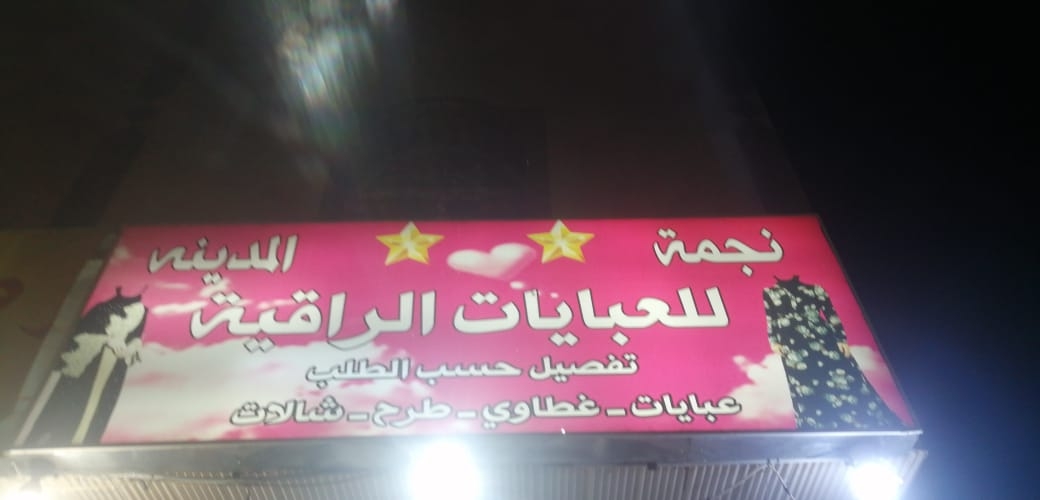 نجمة المدينه
للعبايات الراقية
تفصيل حسب الطلب
عبايات - غطاوي - طرح - شالات